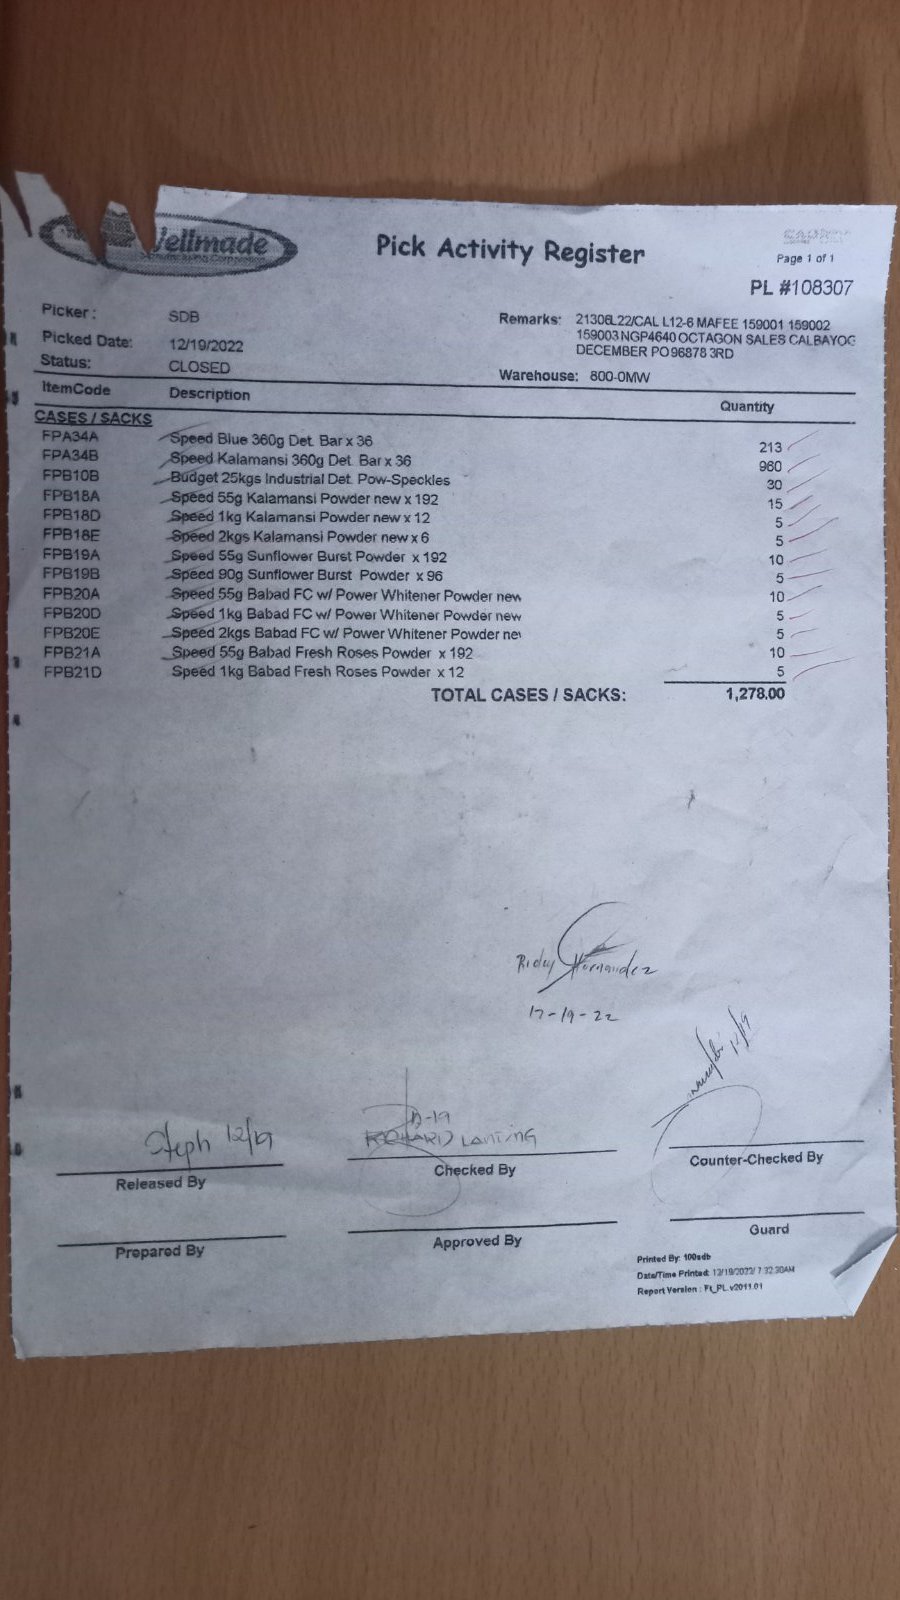 Wellmade
Manufacturing Corporation
Pick Activity Register
Page 1 of 1
PL #108307
Picker: SDB
Picked Date: 12/19/2022
Status: CLOSED
Remarks: 21306L22/CAL L12-6 MAFEE 159001 159002
159003 NGP4640 OCTAGON SALES CALBAYOG
DECEMBER PO 96878 3RD
Warehouse: 800-0MW
ItemCode Description Quantity
CASES / SACKS
FPA34A Speed Blue 360g Det. Bar x 36 213
FPA34B Speed Kalamansi 360g Det. Bar x 36 960
FPB10B Budget 25kgs Industrial Det. Pow-Speckles 30
FPB18A Speed 55g Kalamansi Powder new x 192 15
FPB18D Speed 1kg Kalamansi Powder new x 12 5
FPB18E Speed 2kgs Kalamansi Powder new x 6 5
FPB19A Speed 55g Sunflower Burst Powder x 192 10
FPB19B Speed 90g Sunflower Burst Powder x 96 5
FPB20A Speed 55g Babad FC w/ Power Whitener Powder new 10
FPB20D Speed 1kg Babad FC w/ Power Whitener Powder new 5
FPB20E Speed 2kgs Babad FC w/ Power Whitener Powder new 5
FPB21A Speed 55g Babad Fresh Roses Powder x 192 10
FPB21D Speed 1kg Babad Fresh Roses Powder x 12 5
TOTAL CASES / SACKS: 1,278.00
Hernandez
12-19-22
12/19
Steph 12/19
12-19
RICHARD LANTING
Released By
Checked By
Counter-Checked By
Prepared By
Approved By
Guard
Printed By: 100sdb
Date/Time Printed: 12/19/2022/ 7:32:30AM
Report Version : Ft_PL.v2011.01